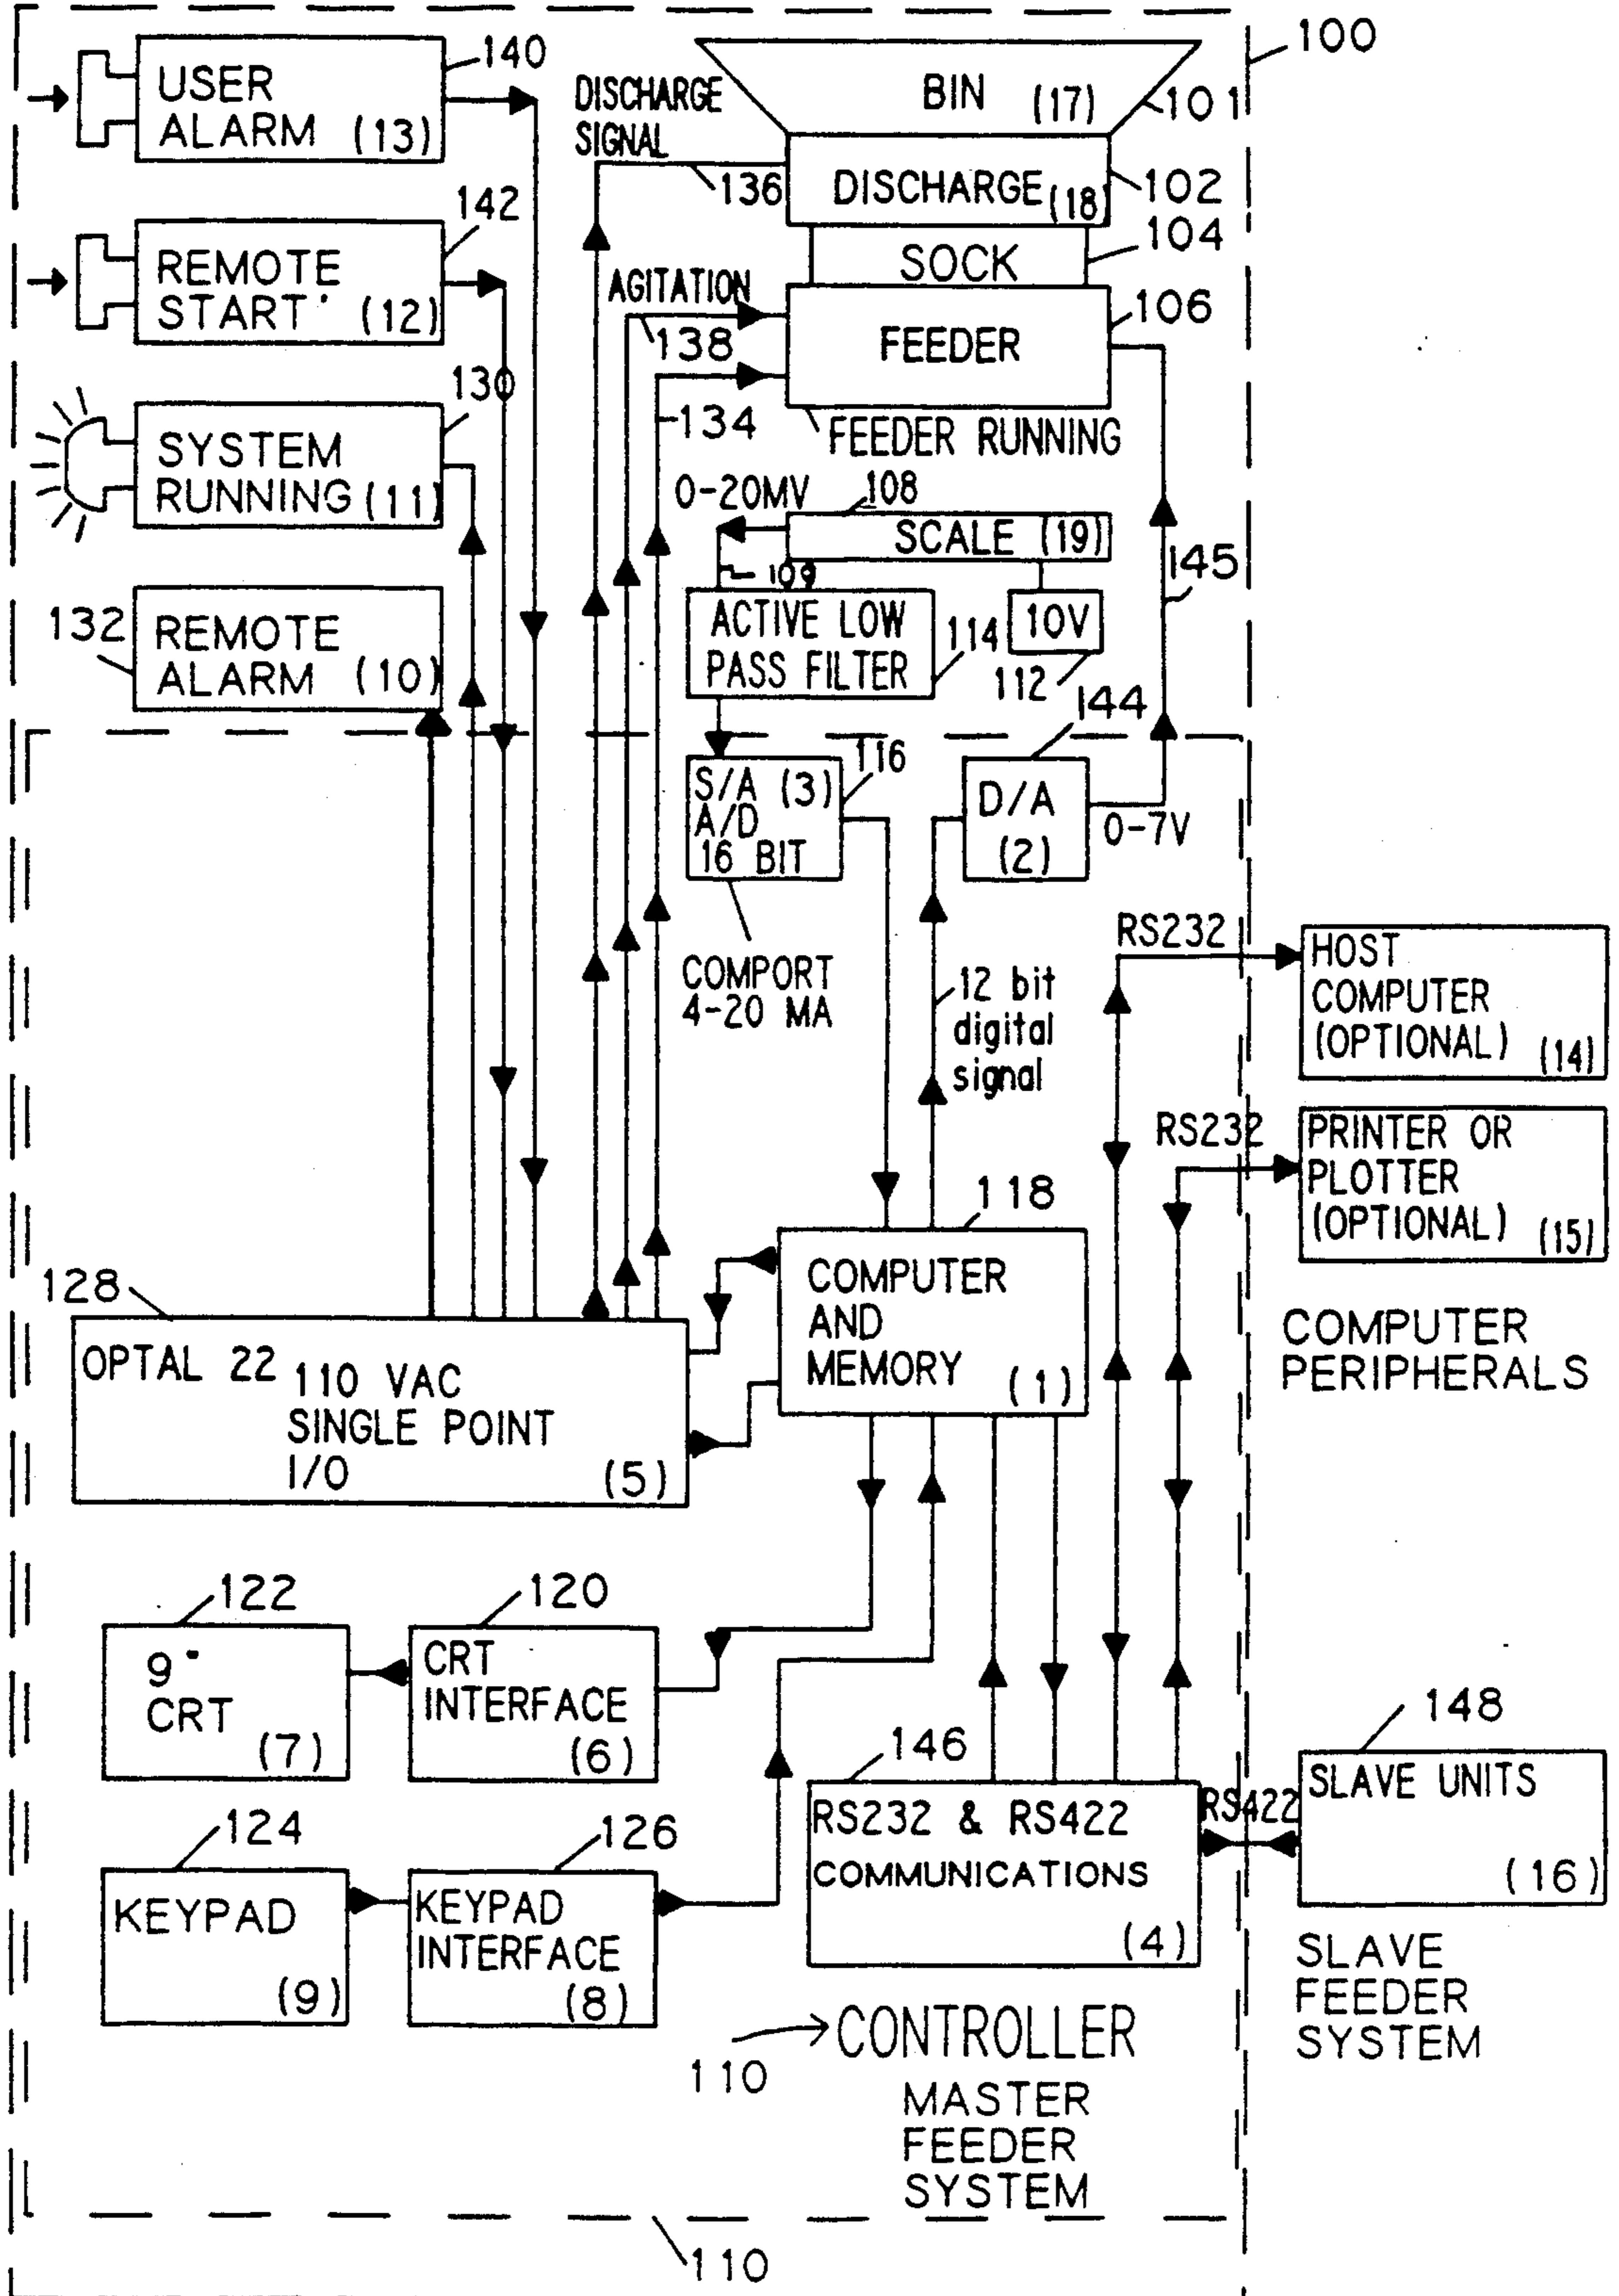 100
USER
ALARM (13)
140
DISCHARGE
SIGNAL
136
BIN (17)
101
DISCHARGE (18)
102
SOCK
104
REMOTE
START (12)
142
AGITATION
138
FEEDER
106
134
FEEDER RUNNING
SYSTEM
RUNNING (11)
130
0-20MV
108
SCALE (19)
109
145
132
REMOTE
ALARM (10)
ACTIVE LOW
PASS FILTER
114
10V
112
144
S/A (3)
A/D
16 BIT
116
D/A
(2)
0-7V
COMPORT
4-20 MA
12 bit
digital
signal
RS232
HOST
COMPUTER
(OPTIONAL) (14)
RS232
PRINTER OR
PLOTTER
(OPTIONAL) (15)
COMPUTER
PERIPHERALS
118
COMPUTER
AND
MEMORY (1)
128
OPTAL 22 110 VAC
SINGLE POINT
I/O (5)
122
9"
CRT
(7)
120
CRT
INTERFACE
(6)
146
RS232 & RS422
COMMUNICATIONS
(4)
RS422
148
SLAVE UNITS
(16)
124
KEYPAD
(9)
126
KEYPAD
INTERFACE
(8)
SLAVE
FEEDER
SYSTEM
110
CONTROLLER
MASTER
FEEDER
SYSTEM
110